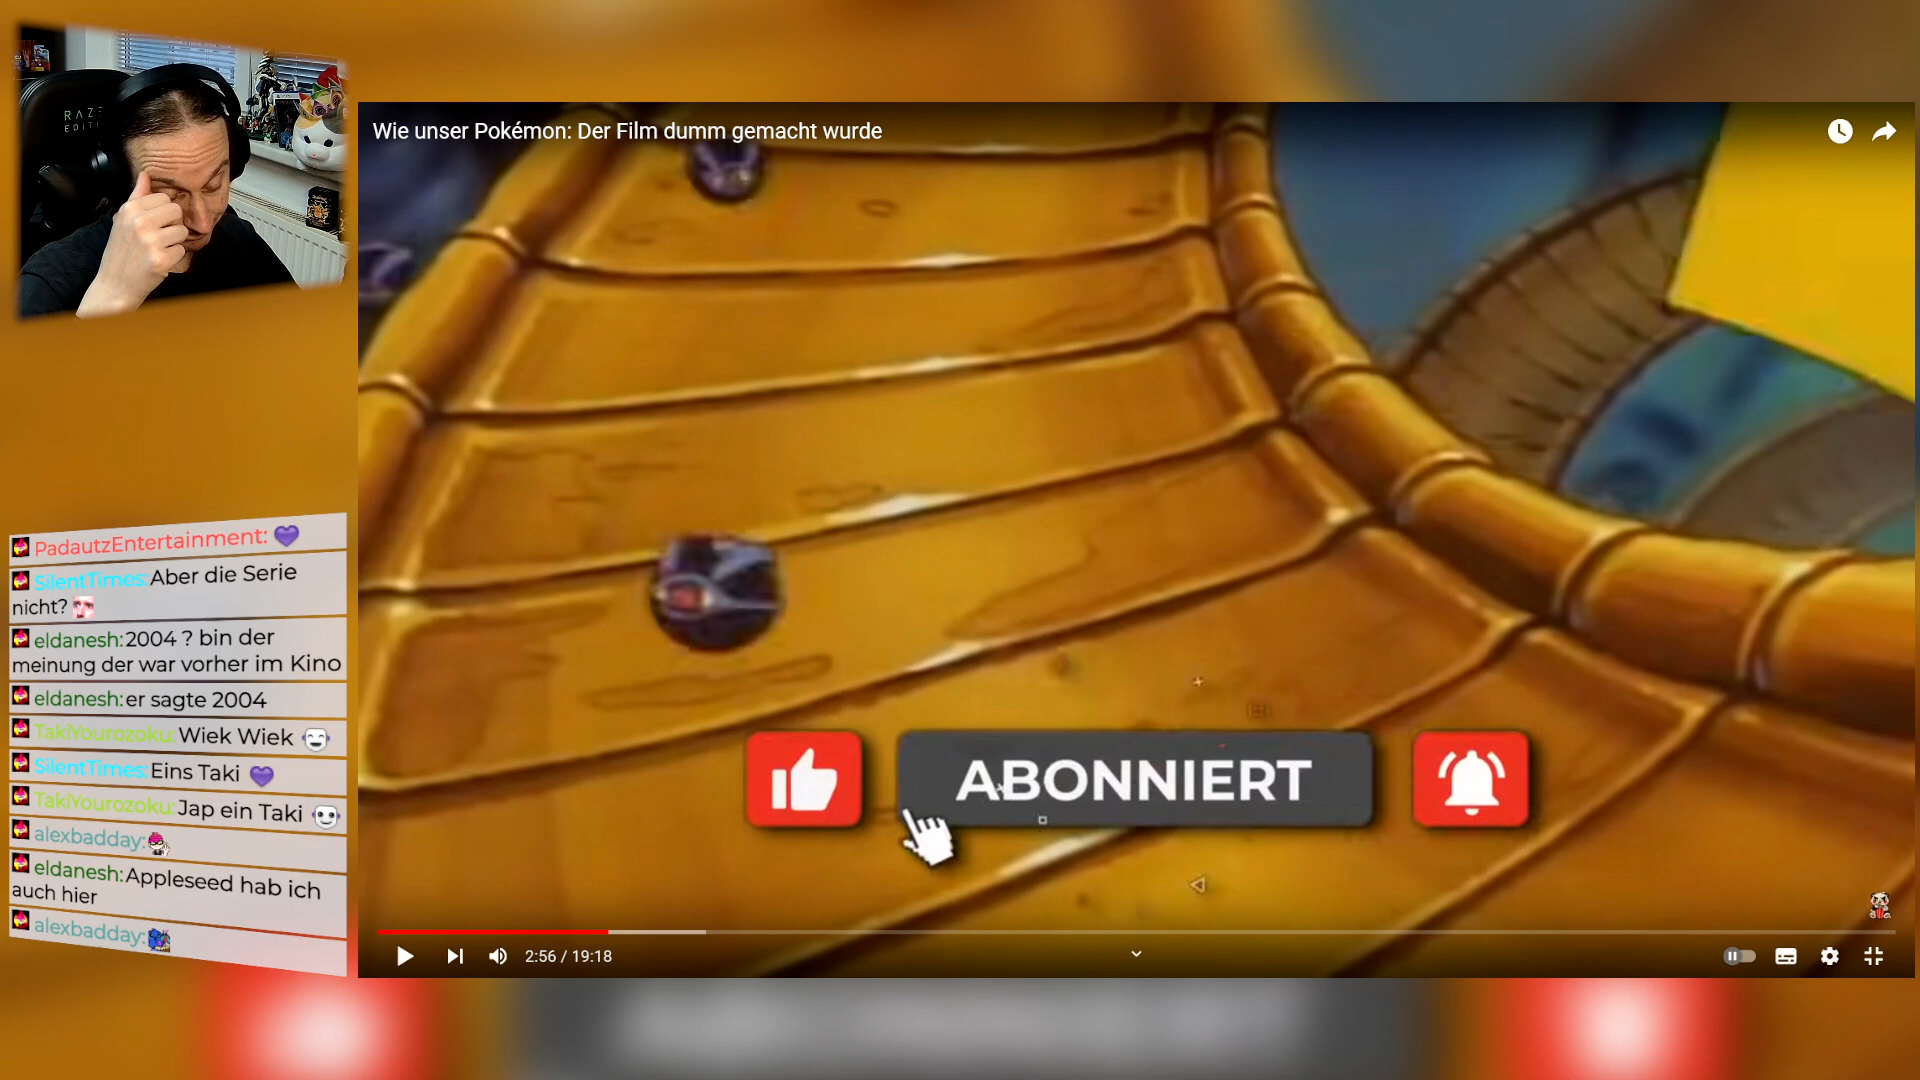 RAZE
EDITI
Wie unser Pokémon: Der Film dumm gemacht wurde
PadautzEntertainment:
SilentTimes: Aber die Serie
nicht?
eldanesh: 2004 ? bin der
meinung der war vorher im Kino
eldanesh: er sagte 2004
TakiYourozoku: Wiek Wiek
SilentTimes: Eins Taki
TakiYourozoku: Jap ein Taki
alexbadday:
eldanesh: Appleseed hab ich
auch hier
alexbadday:
ABONNIERT
2:56 / 19:18